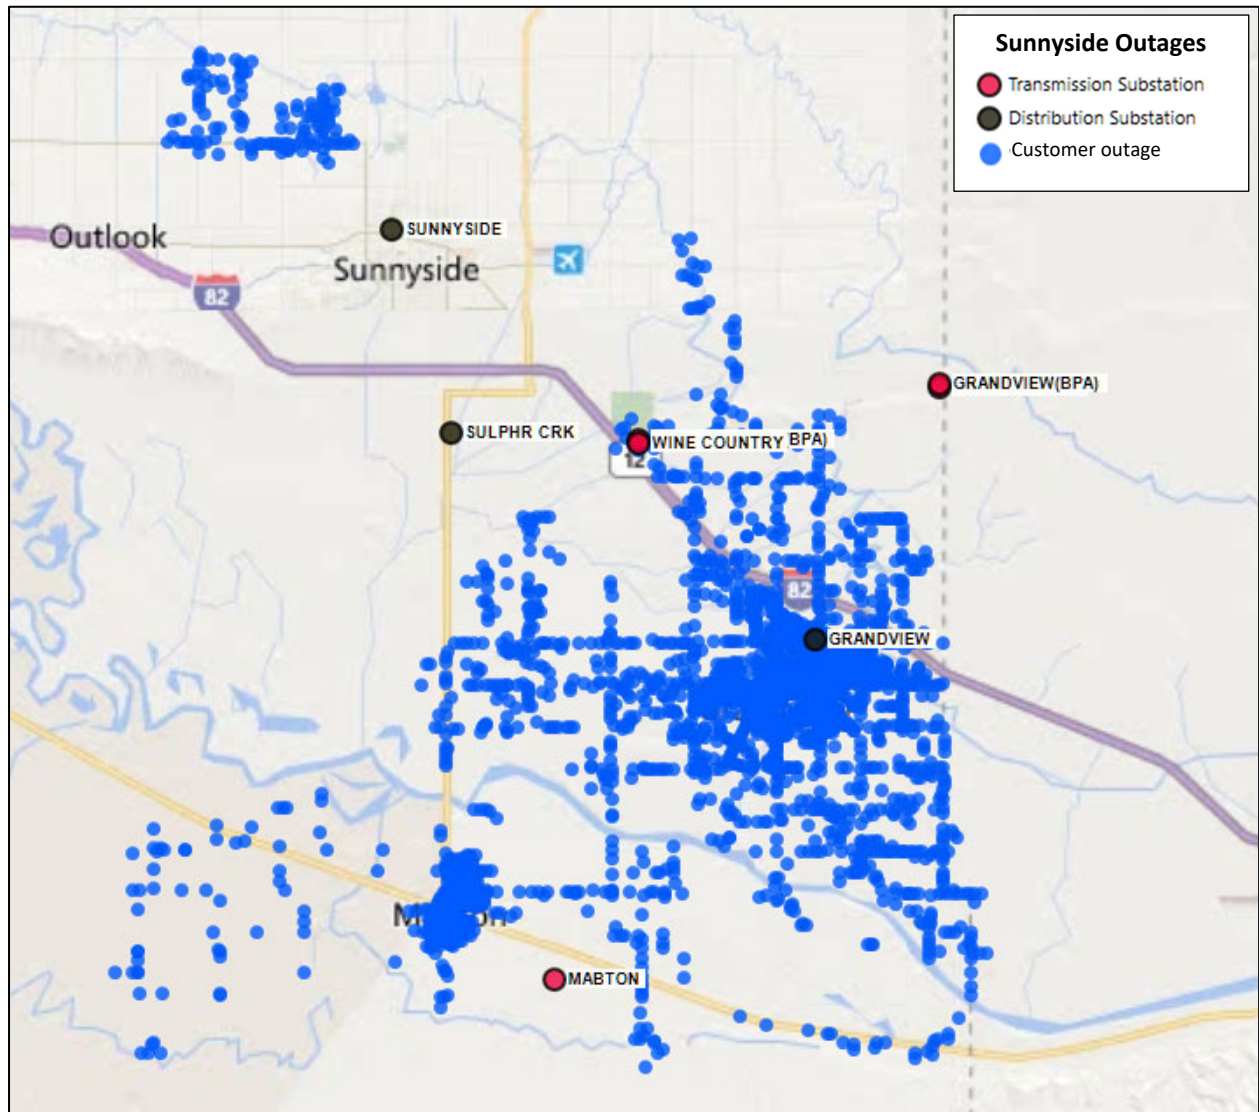 Sunnyside Outages
Transmission Substation
Distribution Substation
Customer outage
SUNNYSIDE
Outlook
Sunnyside
82
GRANDVIEW(BPA)
SULPHR CRK
WINE COUNTRY BPA)
12
82
GRANDVIEW
MABTON